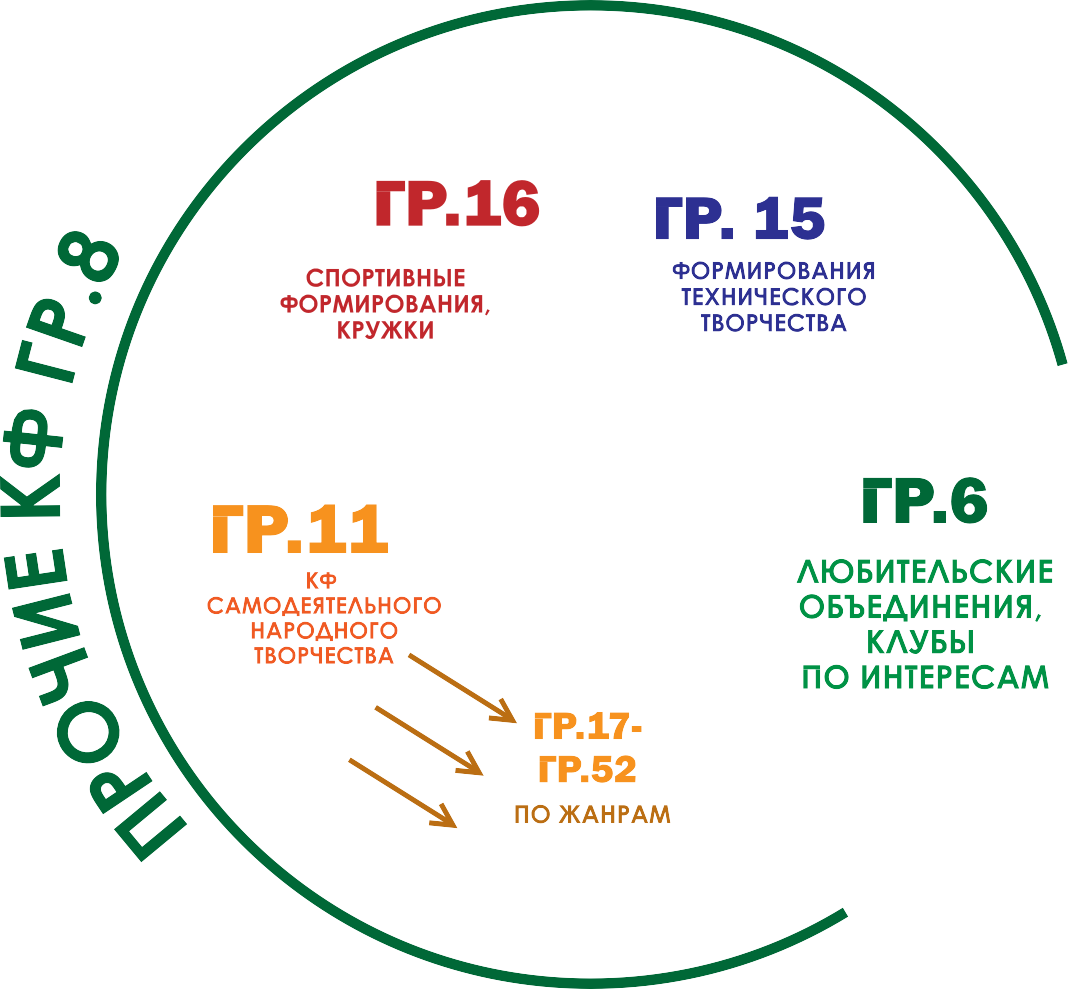 ПРОЧИЕ КФ ГР.8
ГР.16
СПОРТИВНЫЕ
ФОРМИРОВАНИЯ,
КРУЖКИ
ГР. 15
ФОРМИРОВАНИЯ
ТЕХНИЧЕСКОГО
ТВОРЧЕСТВА
ГР.11
КФ
САМОДЕЯТЕЛЬНОГО
НАРОДНОГО
ТВОРЧЕСТВА
ГР.6
ЛЮБИТЕЛЬСКИЕ
ОБЪЕДИНЕНИЯ,
КЛУБЫ
ПО ИНТЕРЕСАМ
ГР.17-
ГР.52
ПО ЖАНРАМ